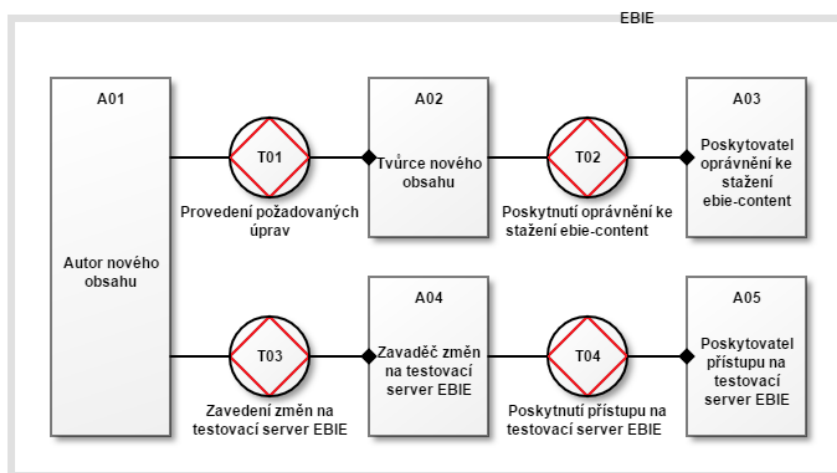 EBIE
A01
Autor nového
obsahu
T01
Provedení požadovaných
úprav
A02
Tvůrce nového
obsahu
T02
Poskytnutí oprávnění ke
stažení ebie-content
A03
Poskytovatel
oprávnění ke
stažení
ebie-content
T03
Zavedení změn na
testovací server EBIE
A04
Zavaděč změn
na testovací
server EBIE
T04
Poskytnutí přístupu na
testovací server EBIE
A05
Poskytovatel
přístupu na
testovací
server EBIE